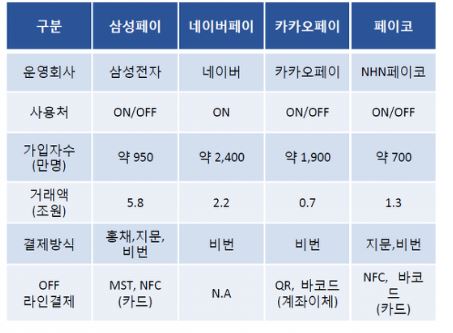 구분 삼성페이 네이버페이 카카오페이 페이코
운영회사 삼성전자 네이버 카카오페이 NHN페이코
사용처 ON/OFF ON ON/OFF ON/OFF
가입자수
(만명) 약 950 약 2,400 약 1,900 약 700
거래액
(조원) 5.8 2.2 0.7 1.3
결제방식 홍채,지문,
비번 비번 비번 지문,비번
OFF
라인결제 MST, NFC
(카드) N.A QR, 바코드
(계좌이체) NFC, 바코
드
(카드)